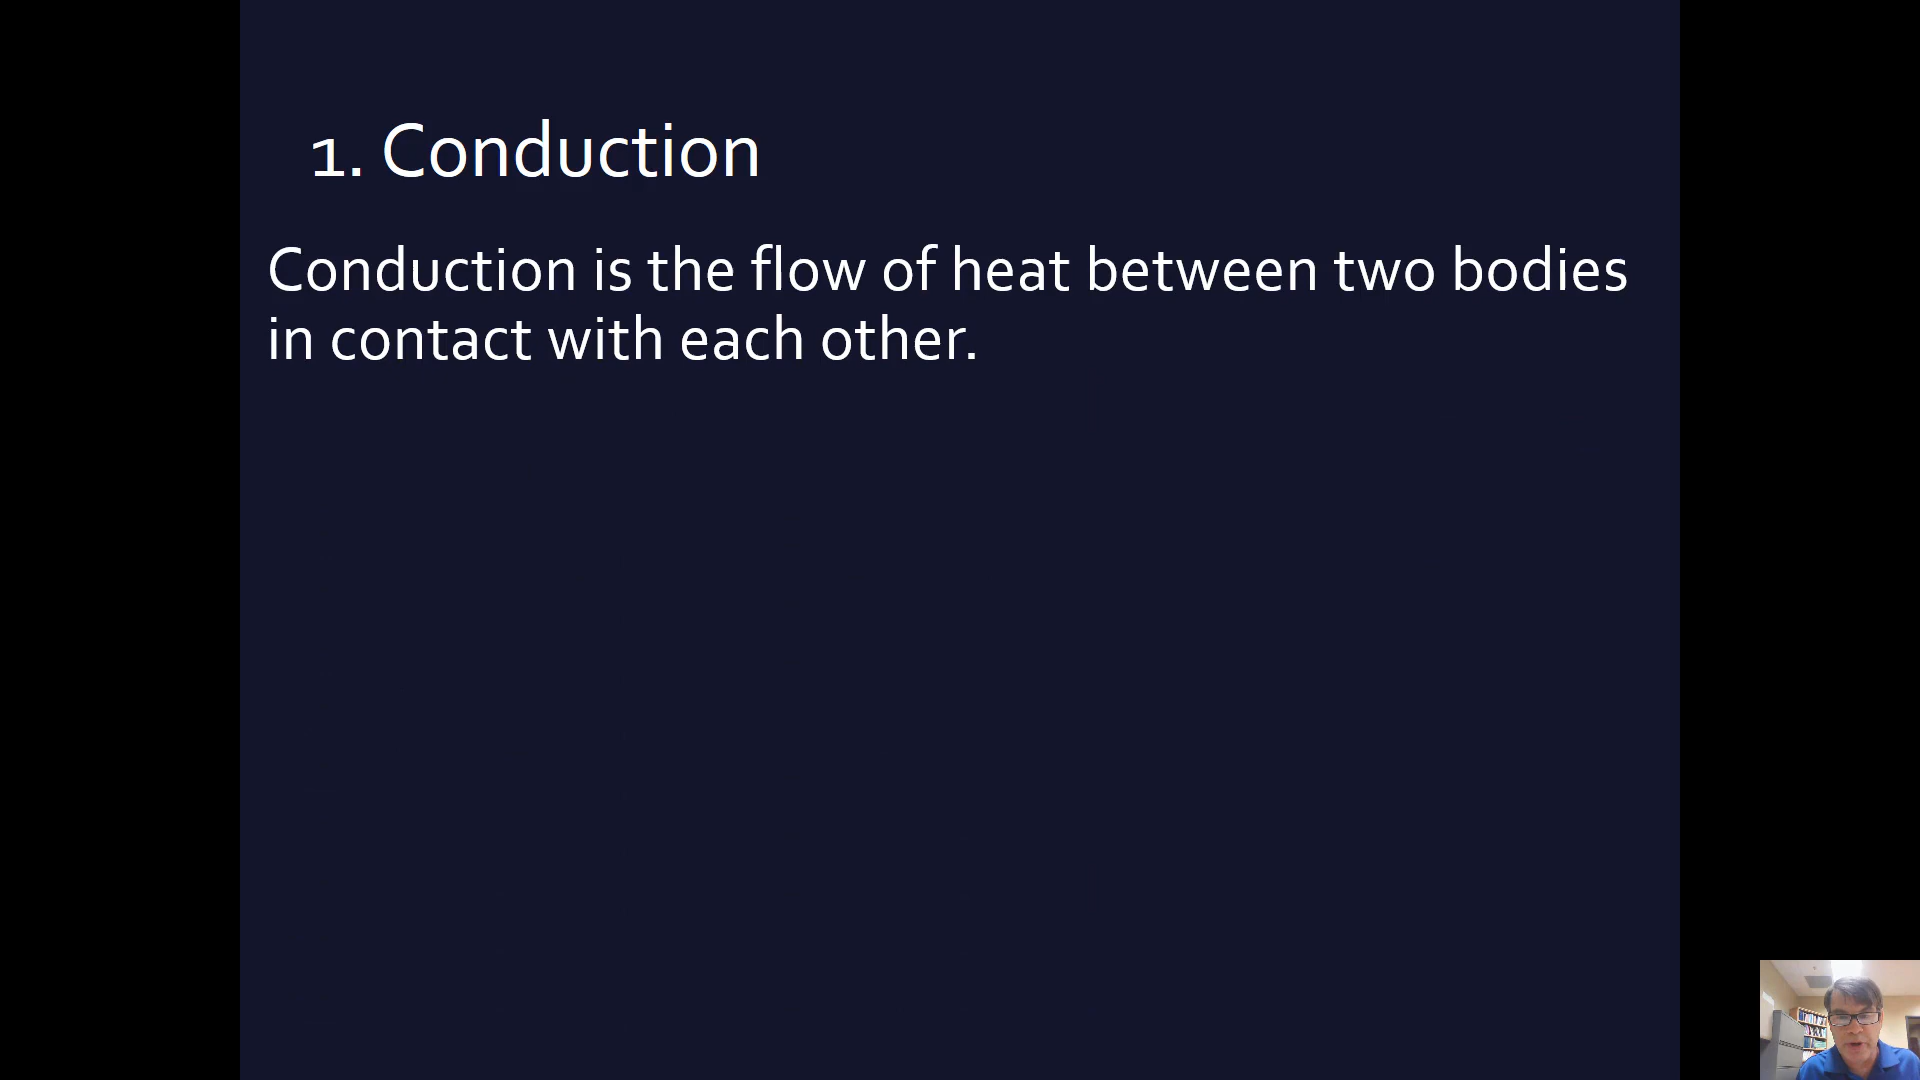 1. Conduction
Conduction is the flow of heat between two bodies
in contact with each other.